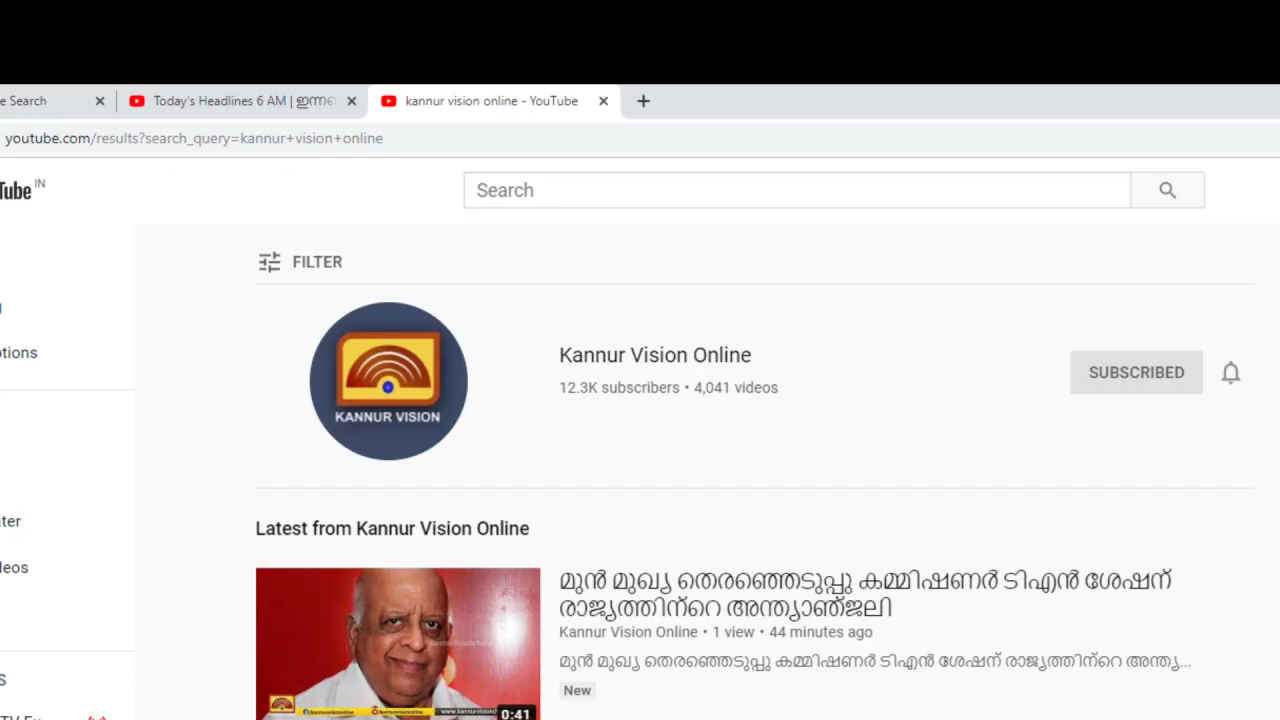 e Search
Today's Headlines 6 AM | ഇന്നത്
kannur vision online - YouTube
youtube.com/results?search_query=kannur+vision+online
Tube IN
Search
FILTER
KANNUR VISION
Kannur Vision Online
12.3K subscribers • 4,041 videos
SUBSCRIBED
otions
ter
leos
S
Latest from Kannur Vision Online
മുൻ മുഖ്യ തെരഞ്ഞെടുപ്പു കമ്മിഷണർ ടിഎൻ ശേഷന്
രാജ്യത്തിന്റെ അന്ത്യാഞ്ജലി
Kannur Vision Online • 1 view • 44 minutes ago
മുൻ മുഖ്യ തെരഞ്ഞെടുപ്പു കമ്മിഷണർ ടിഎൻ ശേഷന് രാജ്യത്തിന്റെ അന്ത്യ...
New
0:41